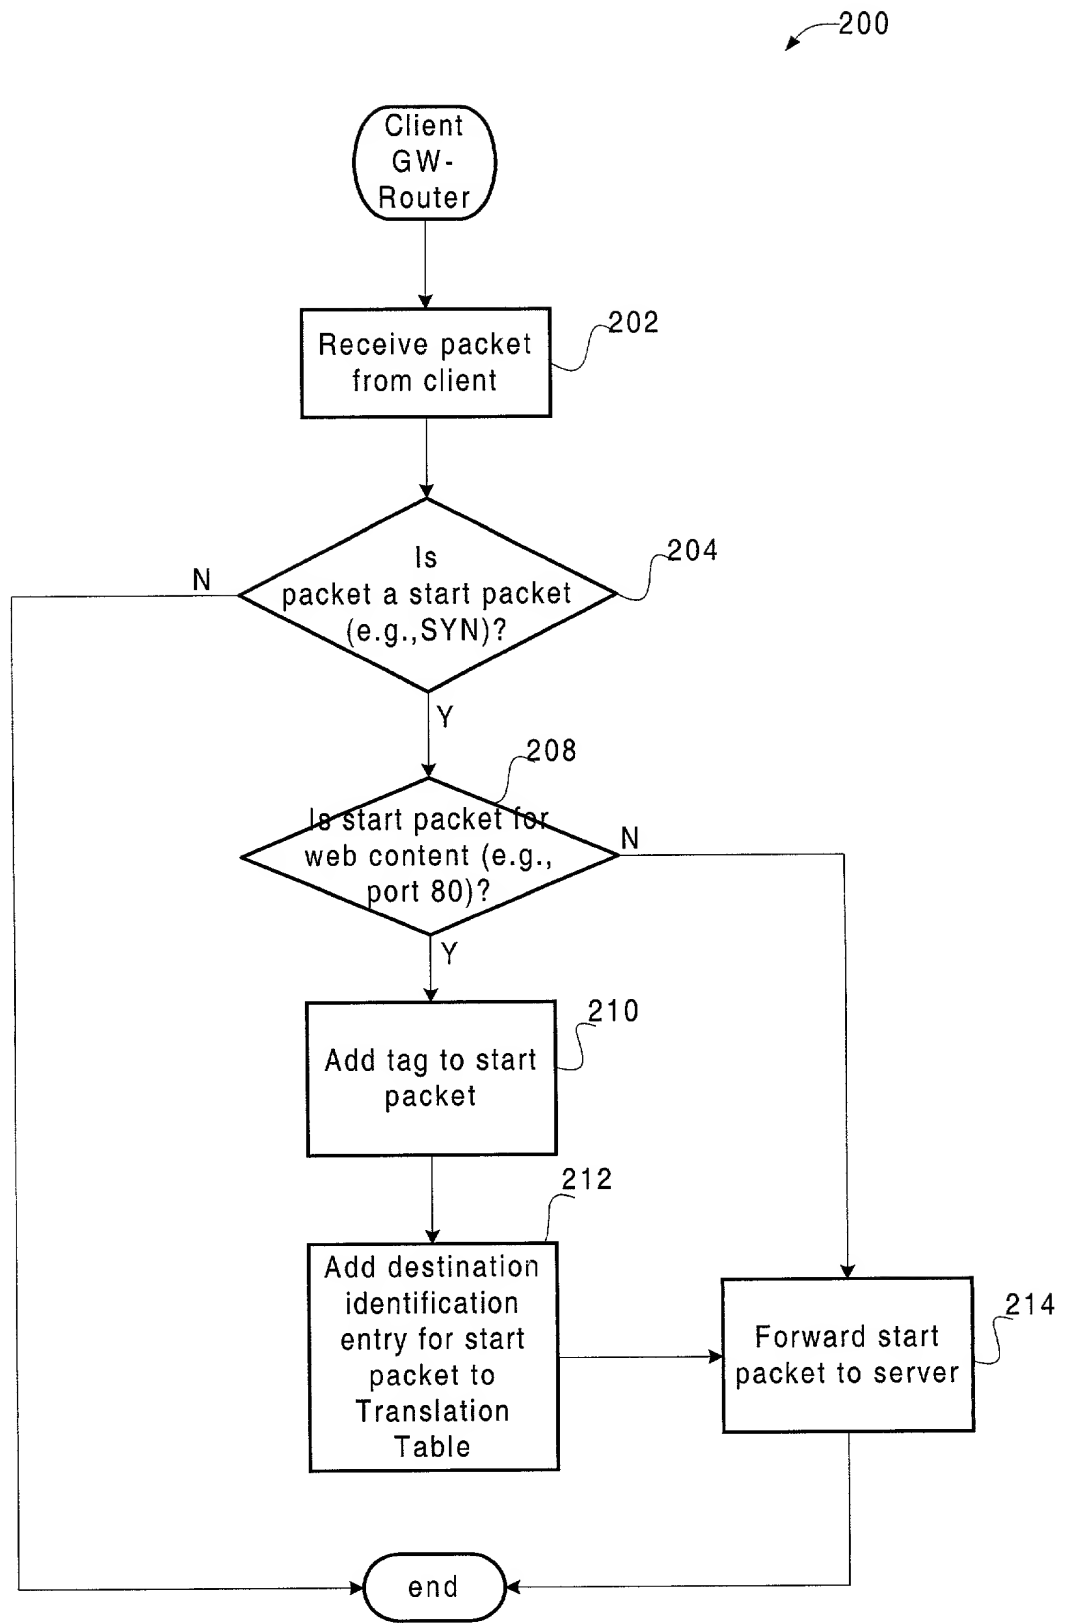 200
Client
GW-
Router
Receive packet
from client
202
Is
packet a start packet
(e.g.,SYN)?
204
N
Y
208
Is start packet for
web content (e.g.,
port 80)?
N
Y
210
Add tag to start
packet
212
Add destination
identification
entry for start
packet to
Translation
Table
214
Forward start
packet to server
end